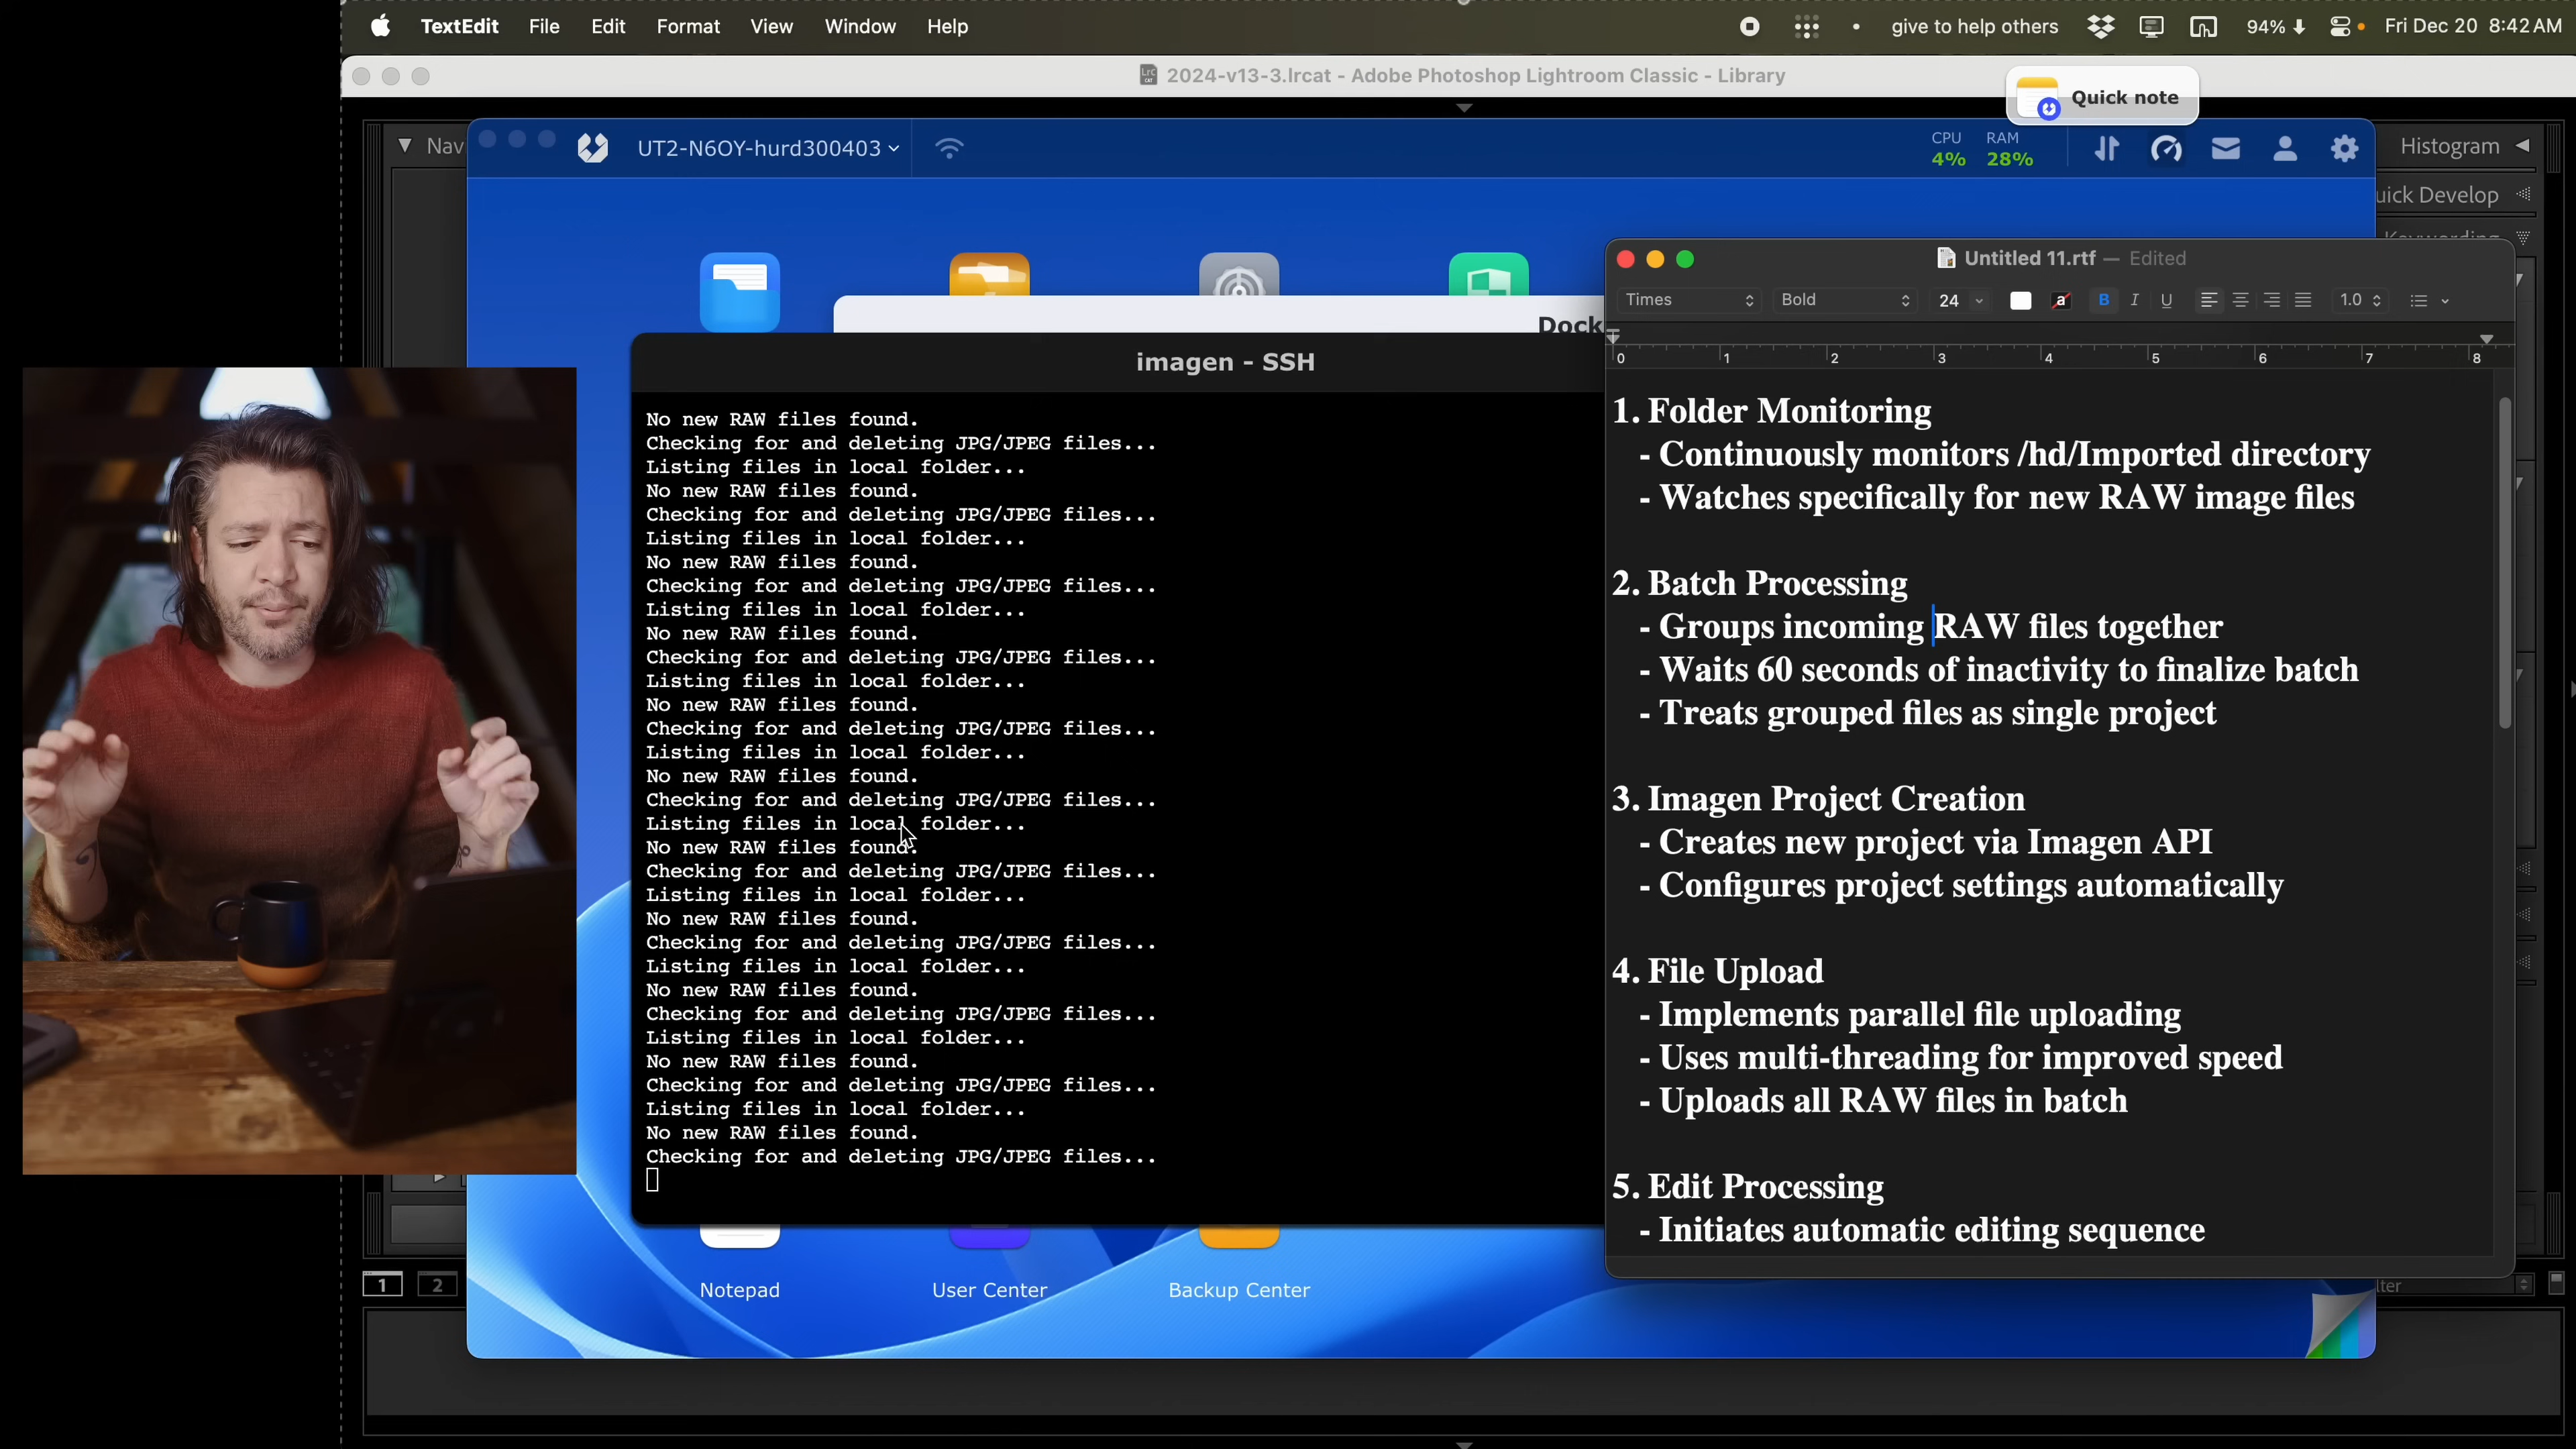 TextEdit File Edit Format View Window Help
give to help others 94% Fri Dec 20 8:42 AM
2024-v13-3.lrcat - Adobe Photoshop Lightroom Classic - Library
Quick note
Nav
UT2-N6OY-hurd300403
CPU RAM
4% 28%
Histogram
uick Develop
Keywording
Dock
imagen - SSH
No new RAW files found.
Checking for and deleting JPG/JPEG files...
Listing files in local folder...
No new RAW files found.
Checking for and deleting JPG/JPEG files...
Listing files in local folder...
No new RAW files found.
Checking for and deleting JPG/JPEG files...
Listing files in local folder...
No new RAW files found.
Checking for and deleting JPG/JPEG files...
Listing files in local folder...
No new RAW files found.
Checking for and deleting JPG/JPEG files...
Listing files in local folder...
No new RAW files found.
Checking for and deleting JPG/JPEG files...
Listing files in local folder...
No new RAW files found.
Checking for and deleting JPG/JPEG files...
Listing files in local folder...
No new RAW files found.
Checking for and deleting JPG/JPEG files...
Listing files in local folder...
No new RAW files found.
Checking for and deleting JPG/JPEG files...
Listing files in local folder...
No new RAW files found.
Checking for and deleting JPG/JPEG files...
Listing files in local folder...
No new RAW files found.
Checking for and deleting JPG/JPEG files...
Untitled 11.rtf — Edited
Times Bold 24 a B I U 1.0
0 1 2 3 4 5 6 7 8
1. Folder Monitoring
- Continuously monitors /hd/Imported directory
- Watches specifically for new RAW image files
2. Batch Processing
- Groups incoming RAW files together
- Waits 60 seconds of inactivity to finalize batch
- Treats grouped files as single project
3. Imagen Project Creation
- Creates new project via Imagen API
- Configures project settings automatically
4. File Upload
- Implements parallel file uploading
- Uses multi-threading for improved speed
- Uploads all RAW files in batch
5. Edit Processing
- Initiates automatic editing sequence
Notepad User Center Backup Center
1 2
lter